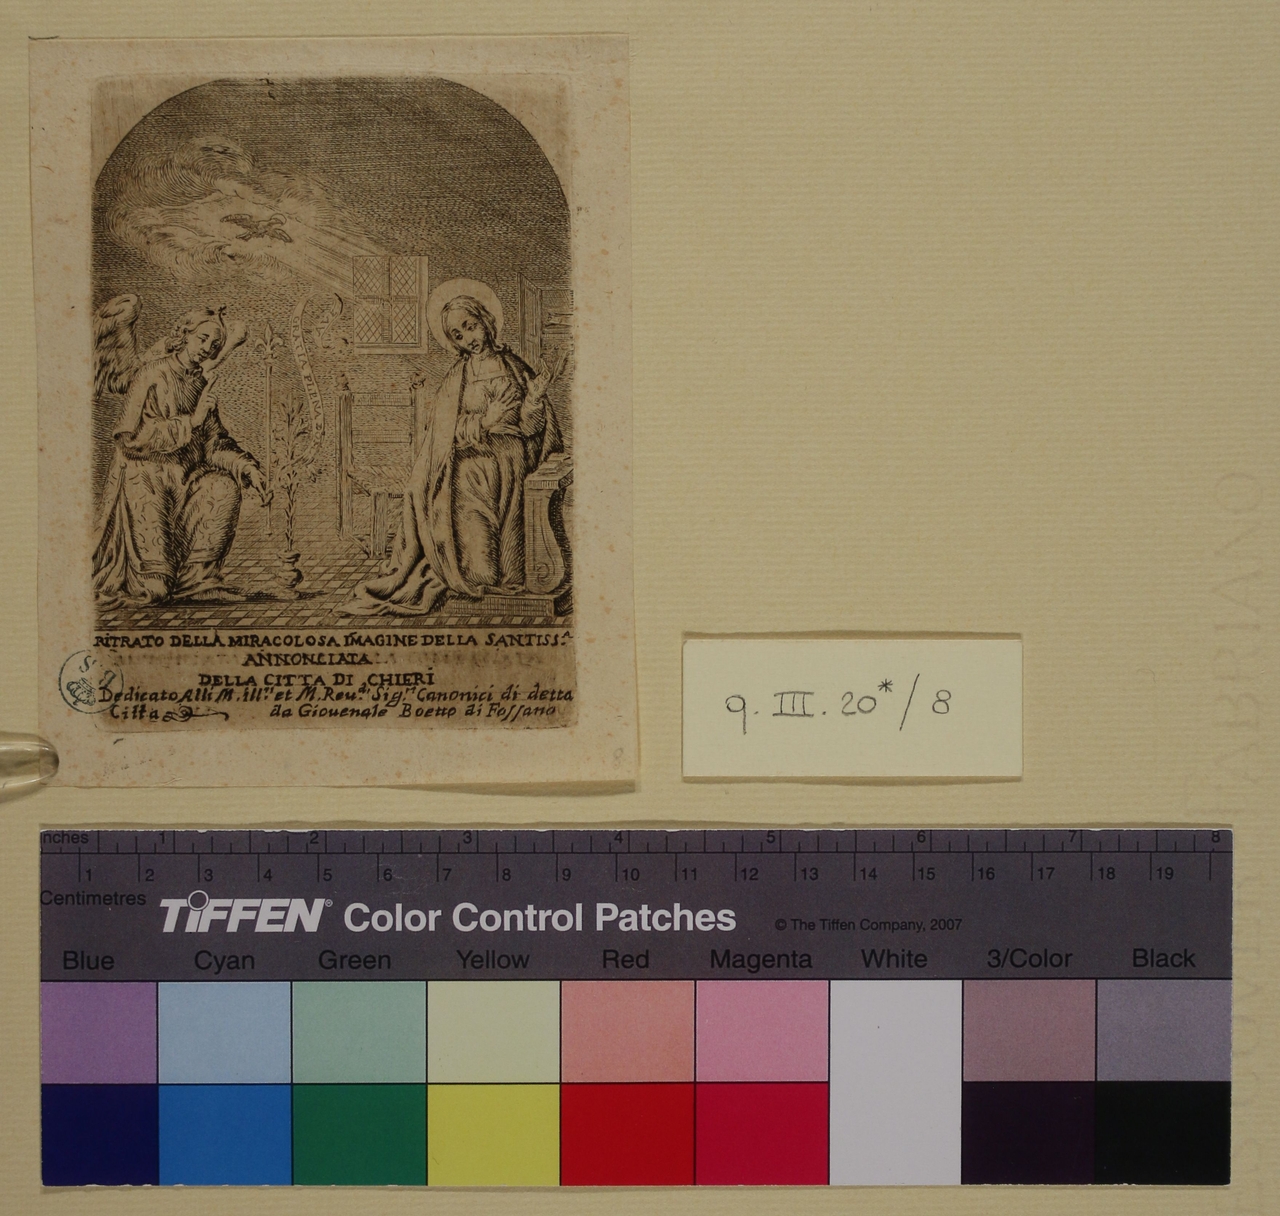 GRATIA PLENA
RITRATO DELLA MIRACOLOSA IMAGINE DELLA SANTISS.ᴬ
ANNONCIATA
DELLA CITTA DI CHIERI
Dedicato Alli M. ill.ri et M. Reu.di Sig.ri Canonici di detta
Citta da Giouenale Boetto di Fossano
8
q. III. 20* / 8
Inches 1 2 3 4 5 6 7 8
1 2 3 4 5 6 7 8 9 10 11 12 13 14 15 16 17 18 19
Centimetres
TIFFEN® Color Control Patches © The Tiffen Company, 2007
Blue Cyan Green Yellow Red Magenta White 3/Color Black